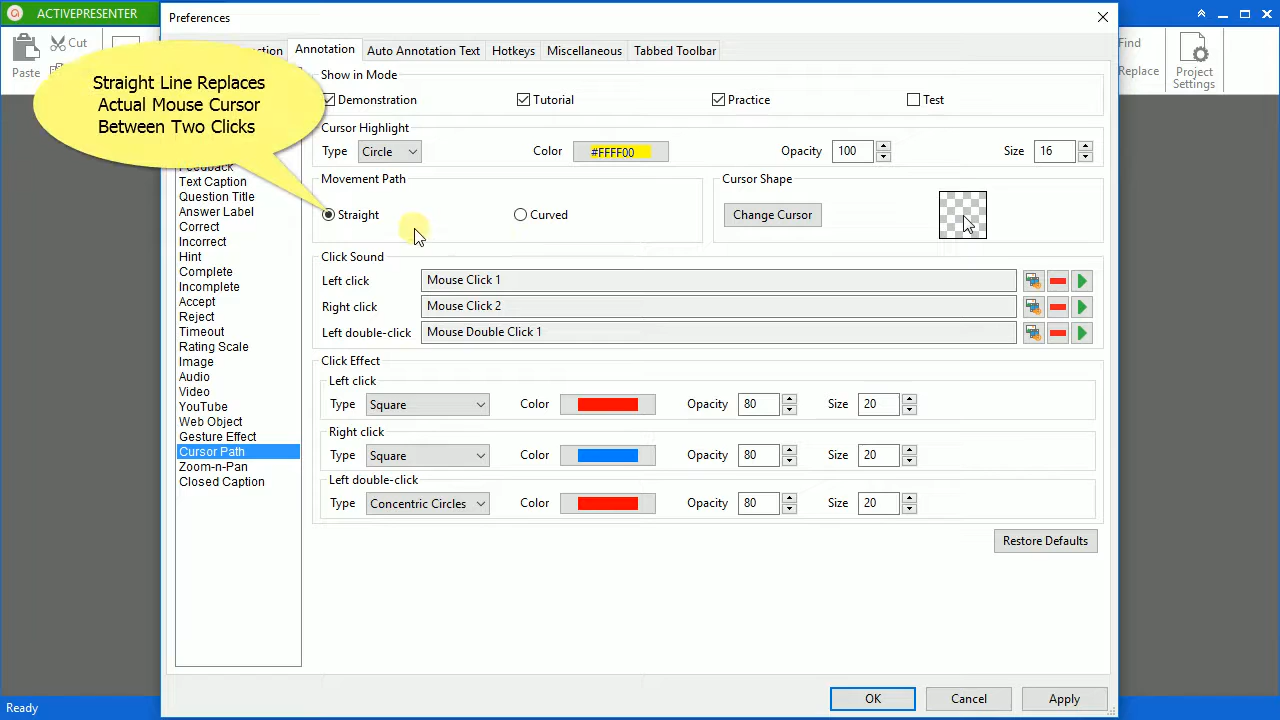 ACTIVEPRESENTER
Preferences
Cut
Paste
Find
Replace
Project
Settings
Straight Line Replaces
Actual Mouse Cursor
Between Two Clicks
Annotation
Auto Annotation Text
Hotkeys
Miscellaneous
Tabbed Toolbar
Show in Mode
Demonstration
Tutorial
Practice
Test
Cursor Highlight
Type
Circle
Color
#FFFF00
Opacity
100
Size
16
Text Caption
Question Title
Answer Label
Correct
Incorrect
Hint
Complete
Incomplete
Accept
Reject
Timeout
Rating Scale
Image
Audio
Video
YouTube
Web Object
Gesture Effect
Cursor Path
Zoom-n-Pan
Closed Caption
Movement Path
Straight
Curved
Cursor Shape
Change Cursor
Click Sound
Left click
Mouse Click 1
Right click
Mouse Click 2
Left double-click
Mouse Double Click 1
Click Effect
Left click
Type
Square
Color
Opacity
80
Size
20
Right click
Type
Square
Color
Opacity
80
Size
20
Left double-click
Type
Concentric Circles
Color
Opacity
80
Size
20
Restore Defaults
OK
Cancel
Apply
Ready